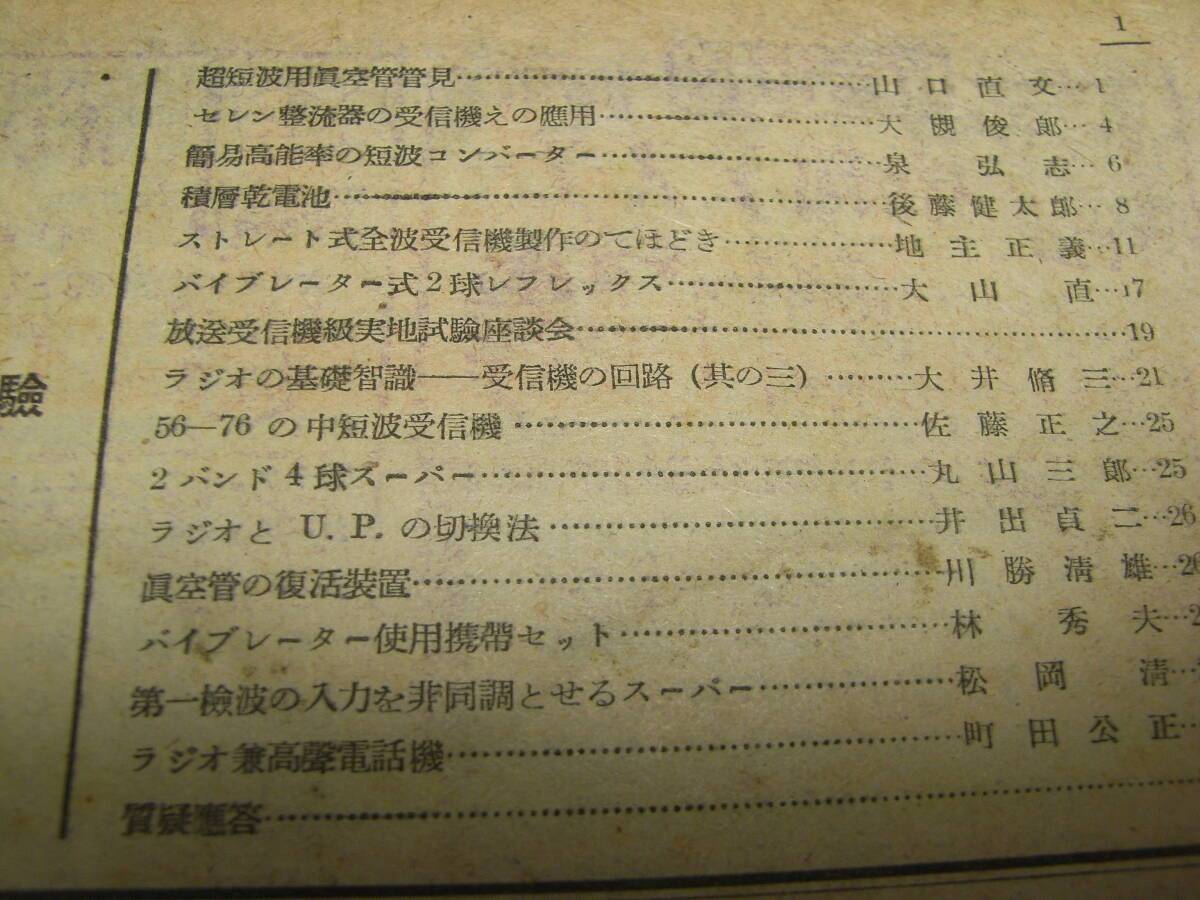 1
超短波用眞空管管見…山口直文…1
セレン整流器の受信機えの應用…大槻俊郎…4
簡易高能率の短波コンバーター…泉弘志…6
積層乾電池…後藤健太郎…8
ストレート式全波受信機製作のてほどき…地主正義…11
バイブレーター式2球レフレックス…大山直…17
放送受信機級実地試驗座談会…19
ラジオの基礎智識——受信機の回路(其の三)…大井脩三…21
56—76の中短波受信機…佐藤正之…25
2バンド4球スーパー…丸山三郎…25
ラジオと U.P. の切換法…井出貞二…26
眞空管の復活裝置…川勝淸雄…
バイブレーター使用携帶セット…林秀夫…
第一檢波の入力を非同調とせるスーパー…松岡淸…
ラジオ兼高聲電話機…町田公正…
質疑應答…
驗